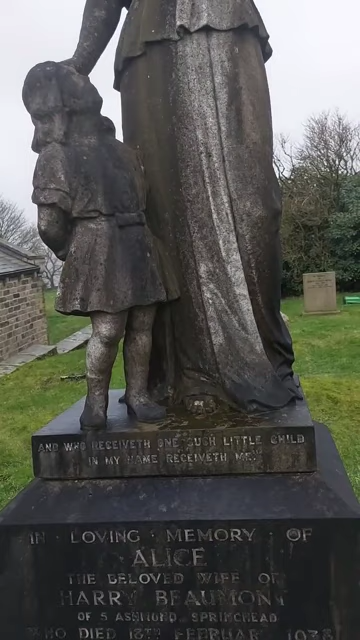 AND WHO RECEIVETH ONE SUCH LITTLE CHILD
IN MY NAME RECEIVETH ME.
IN · LOVING · MEMORY · OF
ALICE
THE BELOVED WIFE OF
HARRY BEAUMONT
OF 5 ASHMOND, SPRINGHEAD
WHO DIED 13TH FEBRUARY